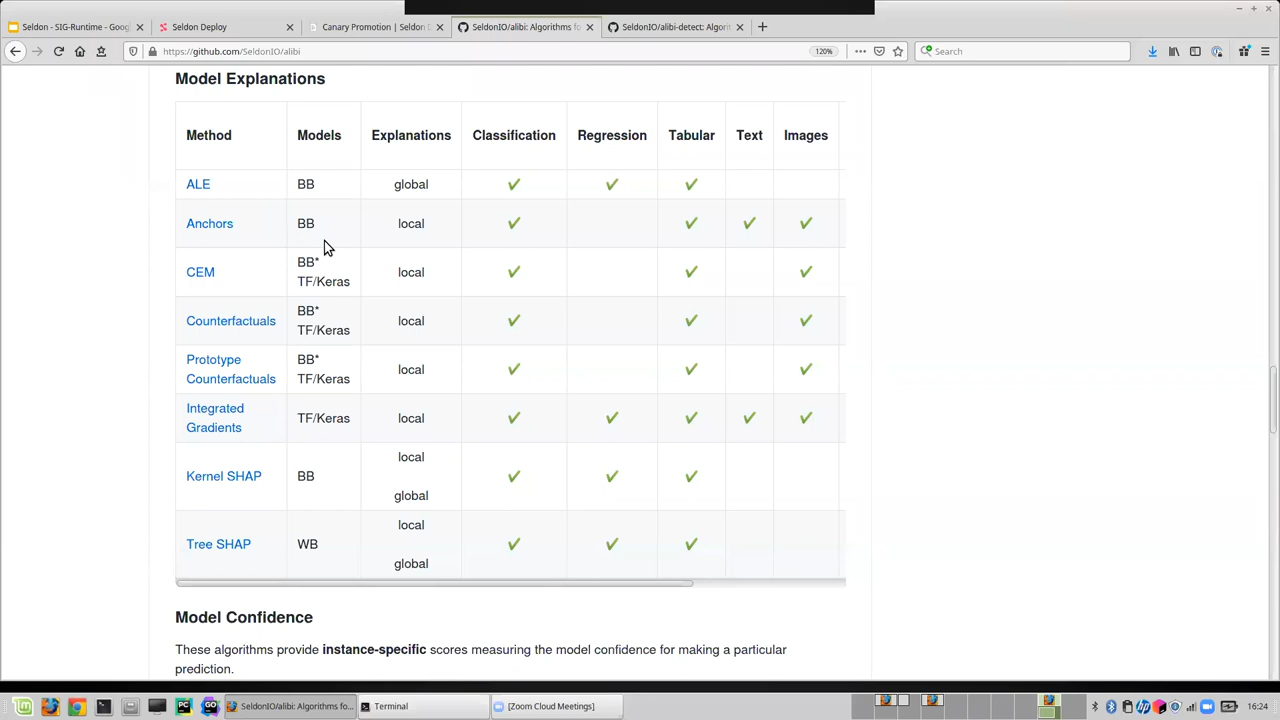 Seldon - SIG-Runtime - Goog
Seldon Deploy
Canary Promotion | Seldon D
SeldonIO/alibi: Algorithms fo
SeldonIO/alibi-detect: Algorit
https://github.com/SeldonIO/alibi
120%
Search
Model Explanations
Method Models Explanations Classification Regression Tabular Text Images
ALE BB global ✔ ✔ ✔
Anchors BB local ✔ ✔ ✔ ✔
CEM BB* TF/Keras local ✔ ✔ ✔
Counterfactuals BB* TF/Keras local ✔ ✔ ✔
Prototype Counterfactuals BB* TF/Keras local ✔ ✔ ✔
Integrated Gradients TF/Keras local ✔ ✔ ✔ ✔ ✔
Kernel SHAP BB local global ✔ ✔ ✔
Tree SHAP WB local global ✔ ✔ ✔
Model Confidence
These algorithms provide instance-specific scores measuring the model confidence for making a particular
prediction.
SeldonIO/alibi: Algorithms fo...
Terminal
[Zoom Cloud Meetings]
16:24